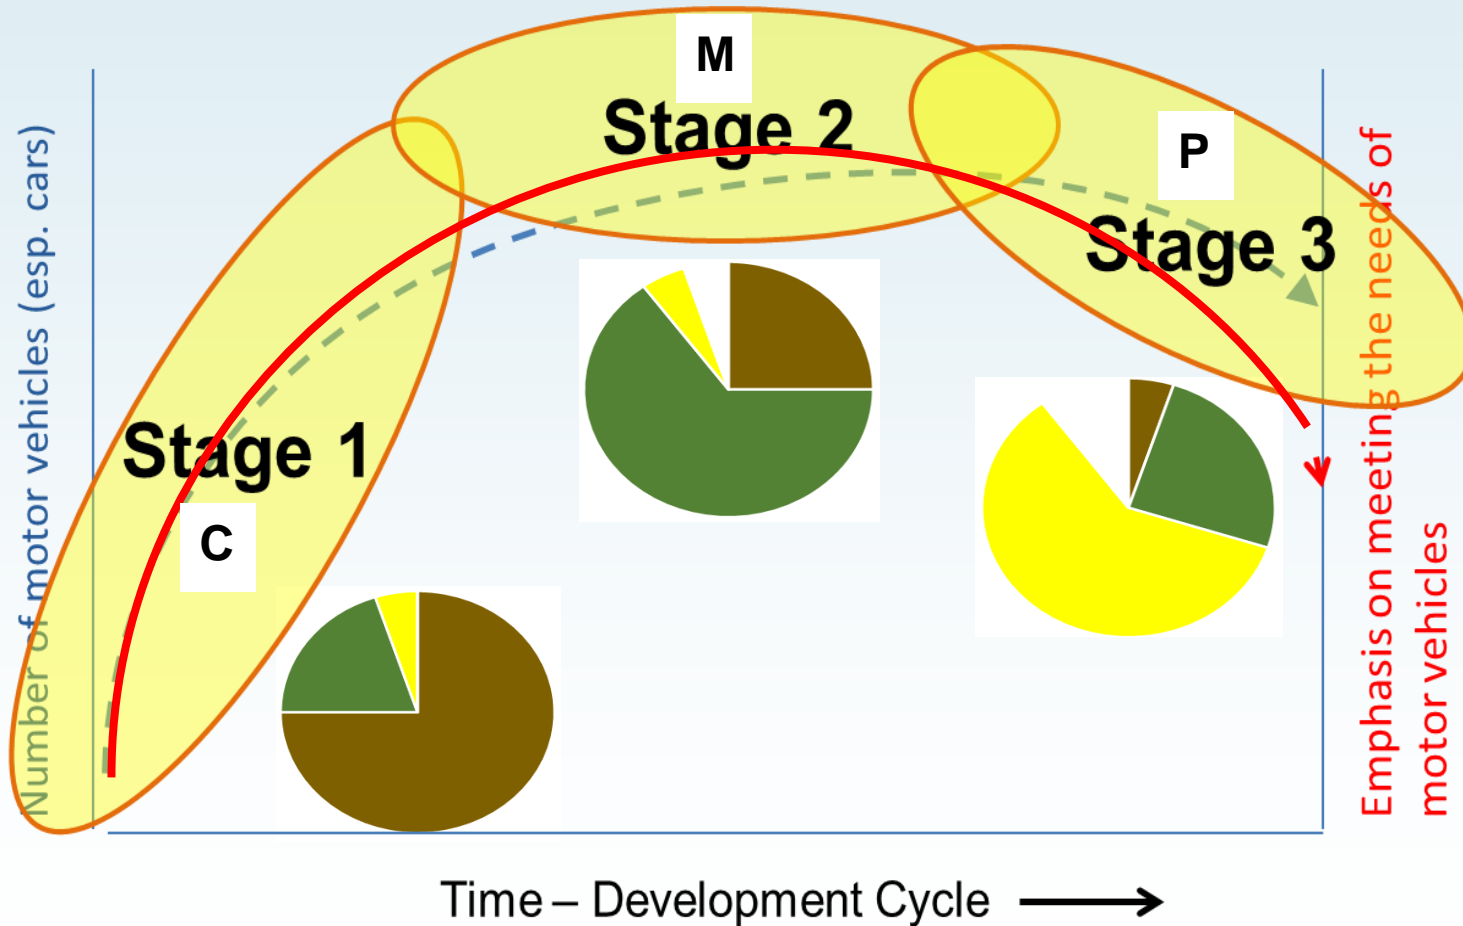 M
Stage 2
P
Stage 3
Stage 1
C
Number of motor vehicles (esp. cars)
Emphasis on meeting the needs of
motor vehicles
Time – Development Cycle